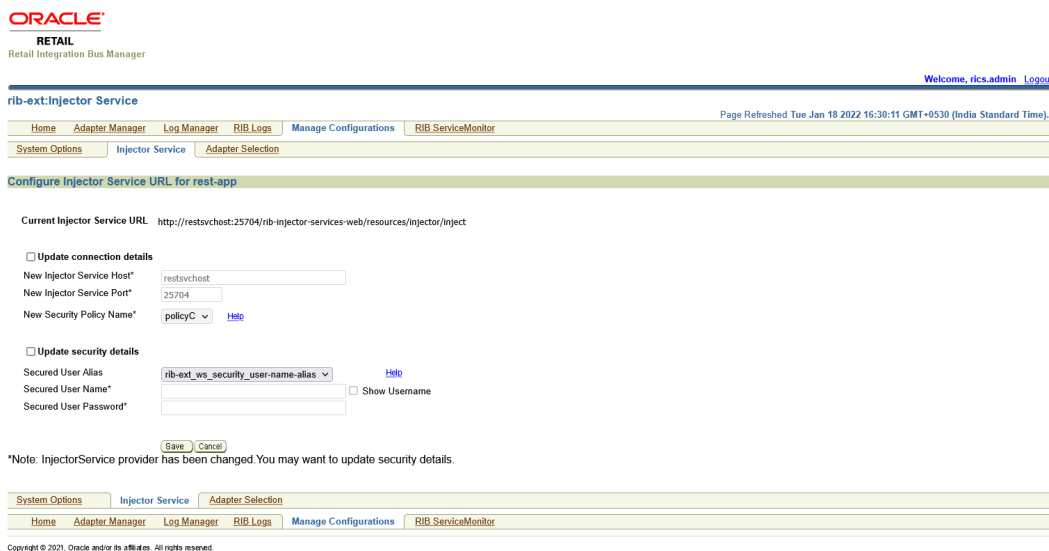 ORACLE
RETAIL
Retail Integration Bus Manager
Welcome, rics.admin Logou
rib-ext:Injector Service
Page Refreshed Tue Jan 18 2022 16:30:11 GMT+0530 (India Standard Time).
Home Adapter Manager Log Manager RIB Logs Manage Configurations RIB ServiceMonitor
System Options Injector Service Adapter Selection
Configure Injector Service URL for rest-app
Current Injector Service URL http://restsvchost:25704/rib-injector-services-web/resources/injector/inject
Update connection details
New Injector Service Host* restsvchost
New Injector Service Port* 25704
New Security Policy Name* policyC Help
Update security details
Secured User Alias rib-ext_ws_security_user-name-alias Help
Secured User Name* Show Username
Secured User Password*
Save Cancel
*Note: InjectorService provider has been changed.You may want to update security details.
System Options Injector Service Adapter Selection
Home Adapter Manager Log Manager RIB Logs Manage Configurations RIB ServiceMonitor
Copyright © 2021, Oracle and/or its affiliates. All rights reserved.